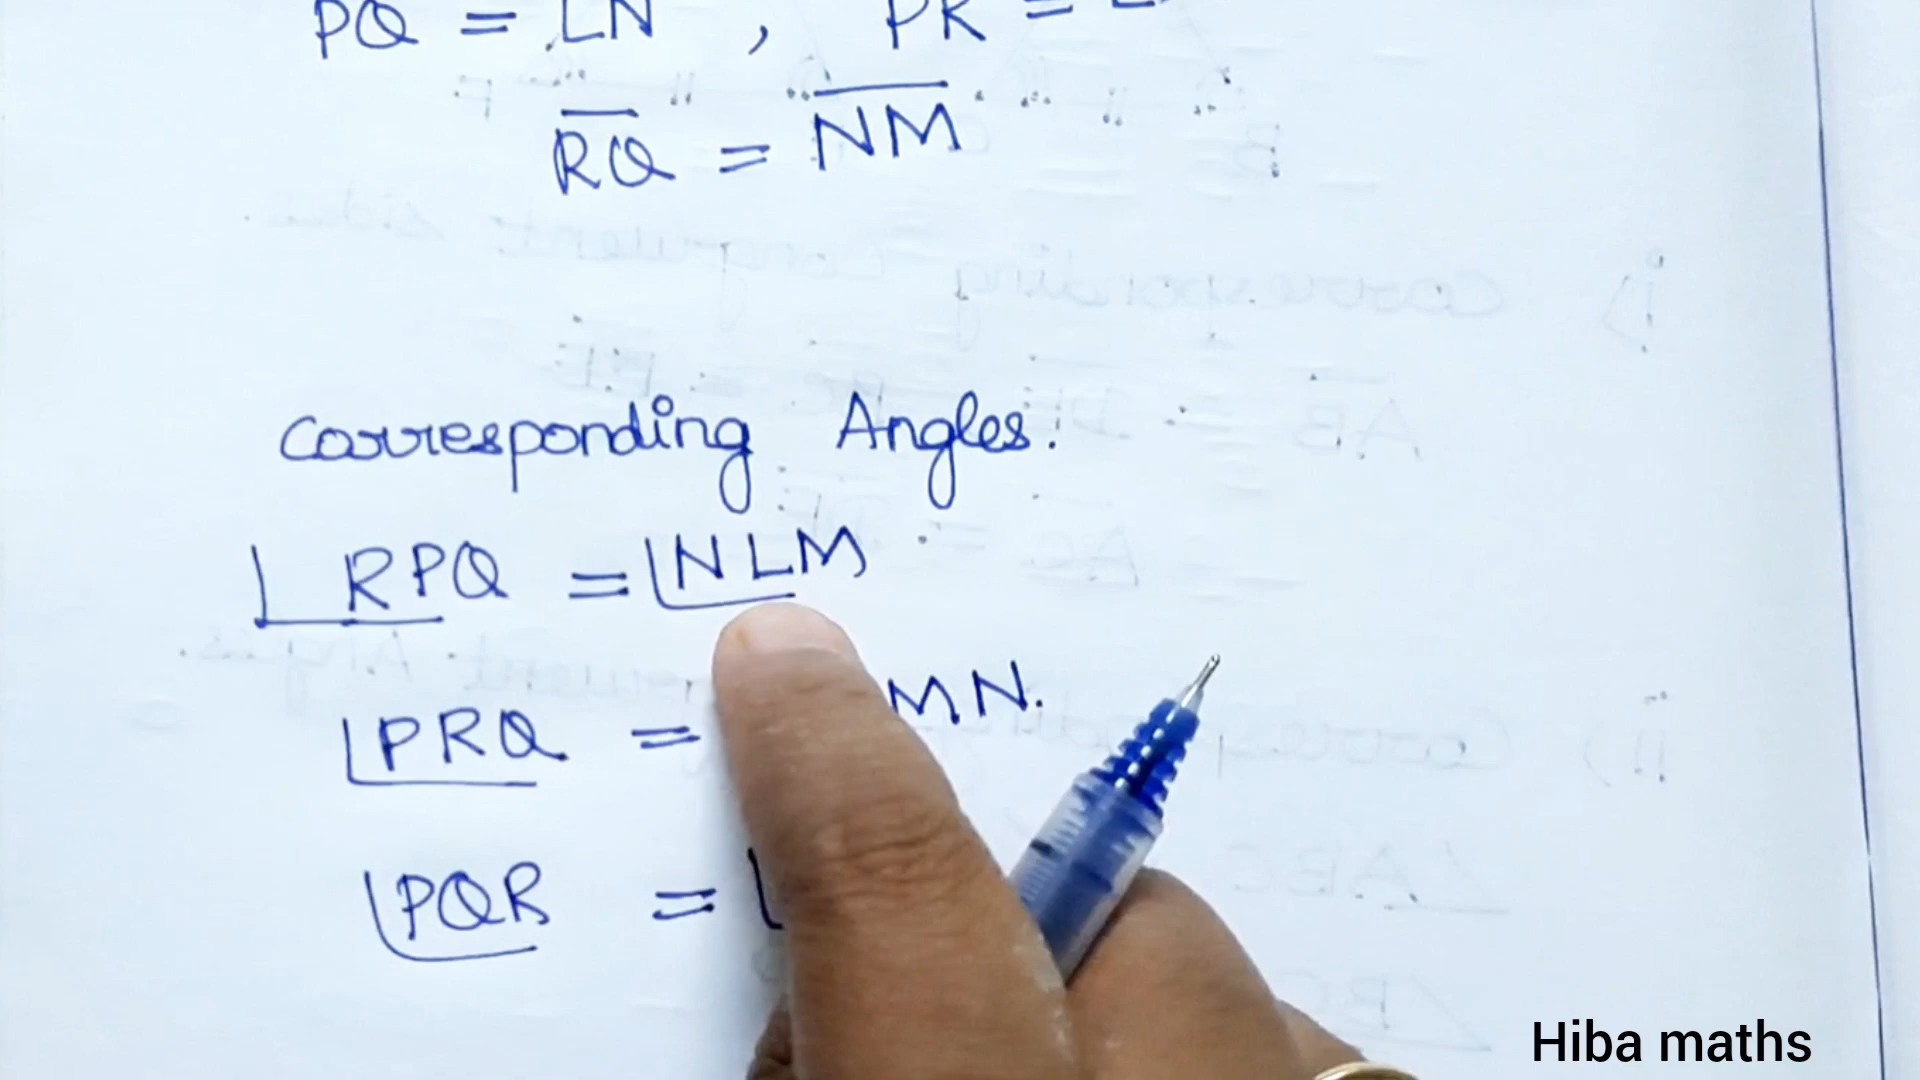 PQ = LN , PR =
RQ = NM
Corresponding Angles.
∠RPQ = ∠NLM
∠PRQ = MN.
∠PQR =
Hiba maths